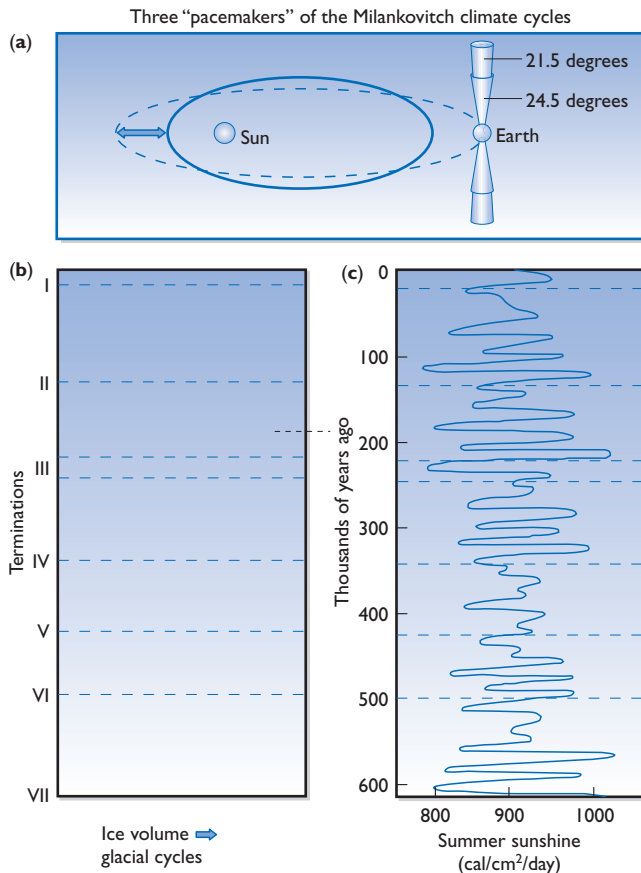 Three “pacemakers” of the Milankovitch climate cycles
(a)
21.5 degrees
24.5 degrees
Sun
Earth
(b)
I
II
III
IV
V
VI
VII
Terminations
Ice volume
glacial cycles
(c)
0
100
200
300
400
500
600
Thousands of years ago
800 900 1000
Summer sunshine
(cal/cm²/day)